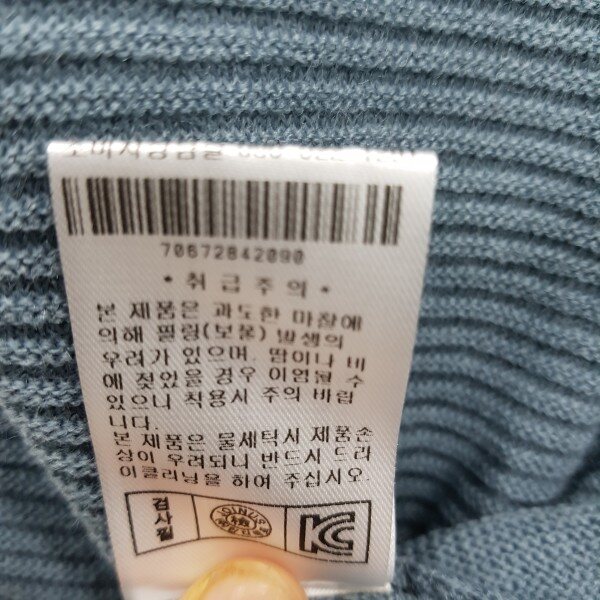 70672842090
* 취급주의 *
본 제품은 과도한 마찰에
의해 필링(보풀) 발생의
우려가 있으며, 땀이나 비
에 젖었을 경우 이염될 수
있으니 착용시 주의 바랍
니다.
본 제품은 물세탁시 제품손
상이 우려되니 반드시 드라
이클리닝을 하여 주십시오.
검사필
JOINUS
KC